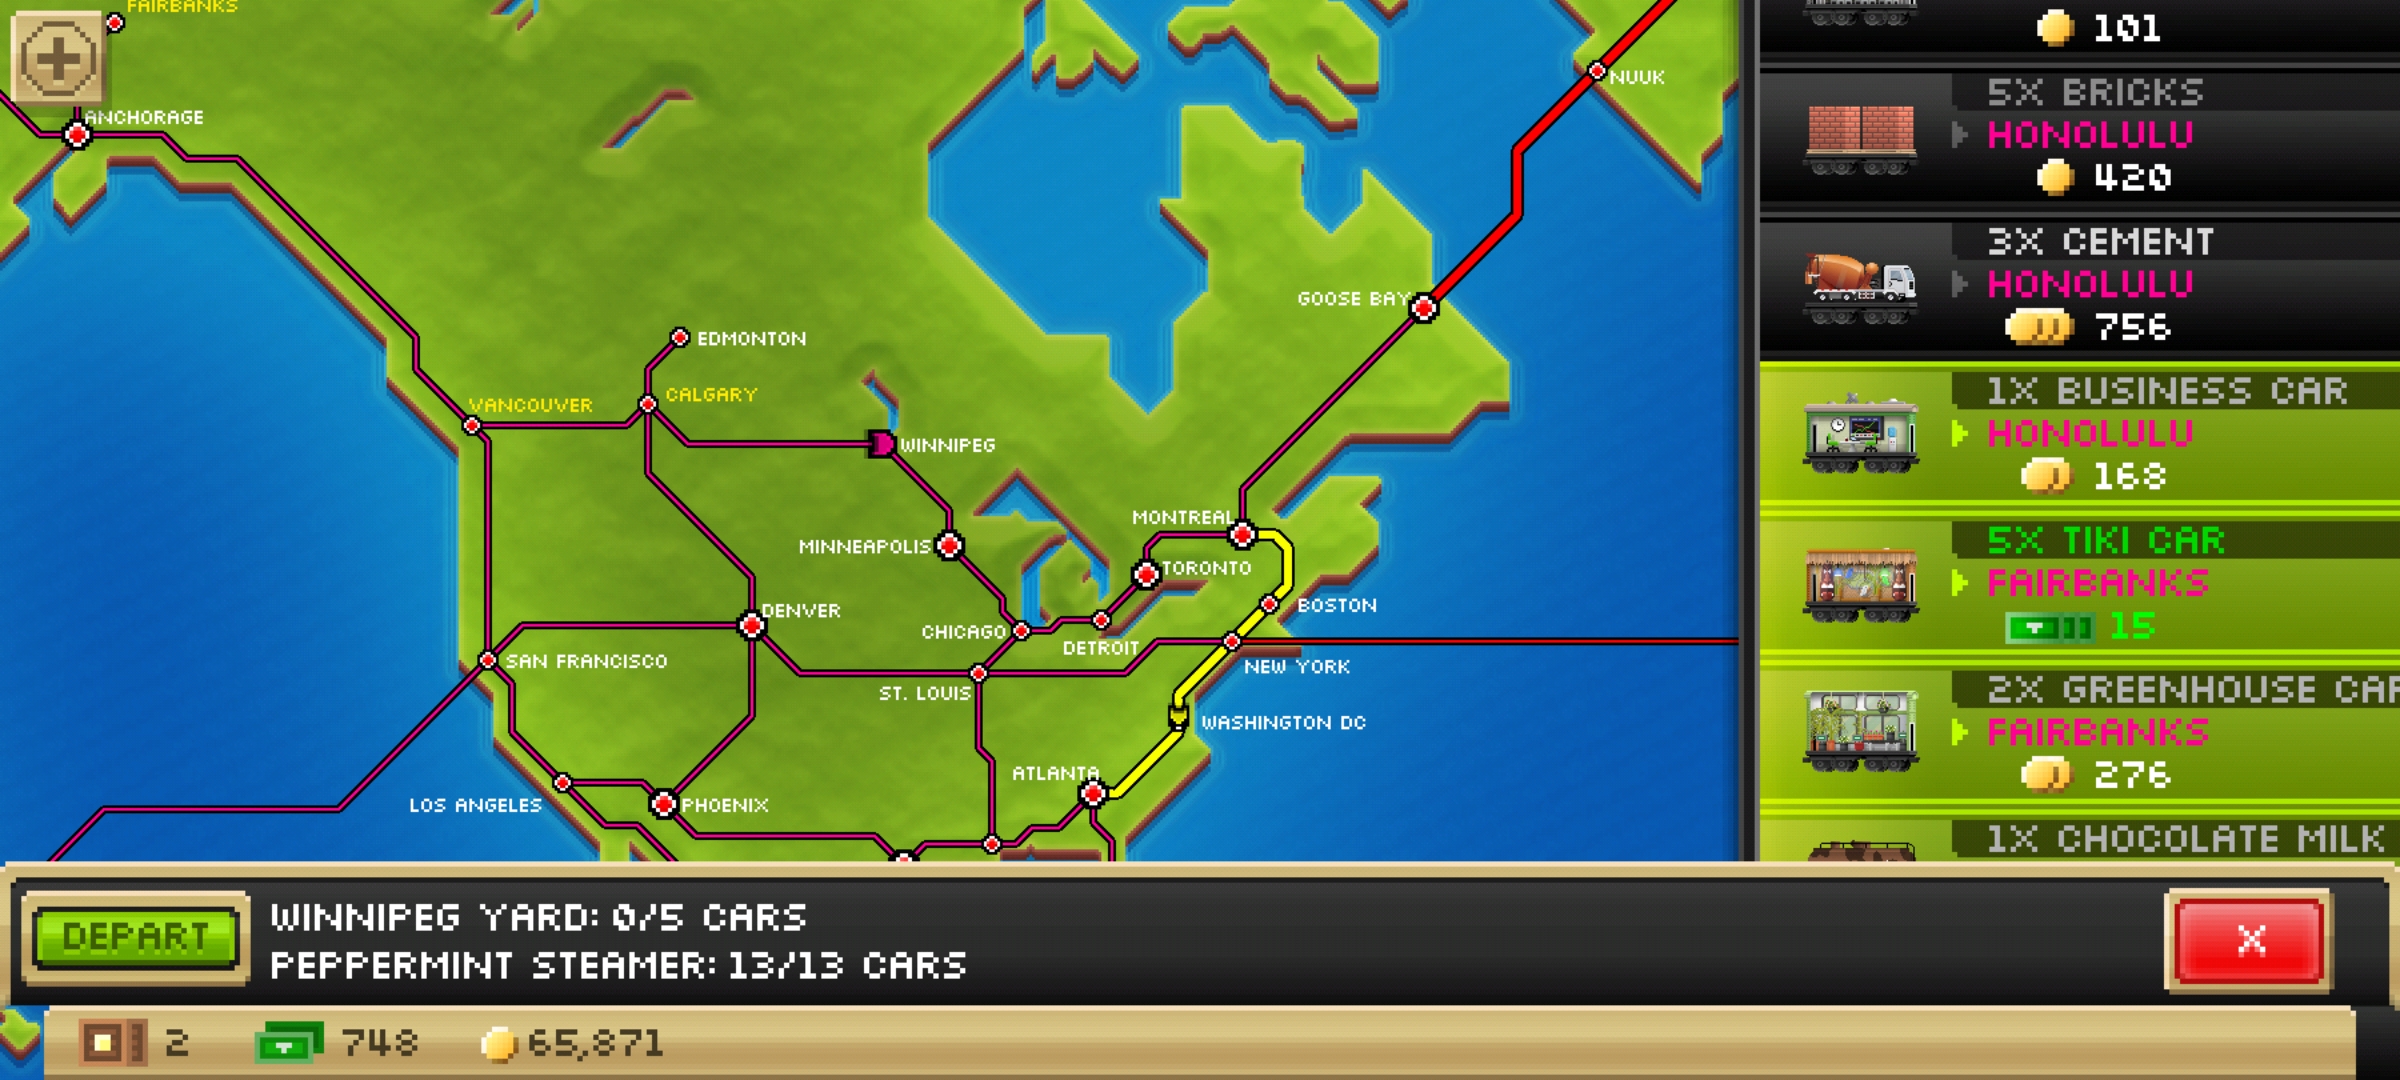 FAIRBANKS
ANCHORAGE
NUUK
GOOSE BAY
EDMONTON
CALGARY
VANCOUVER
WINNIPEG
MONTREAL
MINNEAPOLIS
TORONTO
BOSTON
DENVER
CHICAGO
DETROIT
SAN FRANCISCO
NEW YORK
ST. LOUIS
WASHINGTON DC
ATLANTA
LOS ANGELES
PHOENIX
101
5X BRICKS
HONOLULU
420
3X CEMENT
HONOLULU
756
1X BUSINESS CAR
HONOLULU
168
5X TIKI CAR
FAIRBANKS
15
2X GREENHOUSE CAR
FAIRBANKS
276
1X CHOCOLATE MILK
DEPART
WINNIPEG YARD: 0/5 CARS
PEPPERMINT STEAMER: 13/13 CARS
X
2
748
65,871